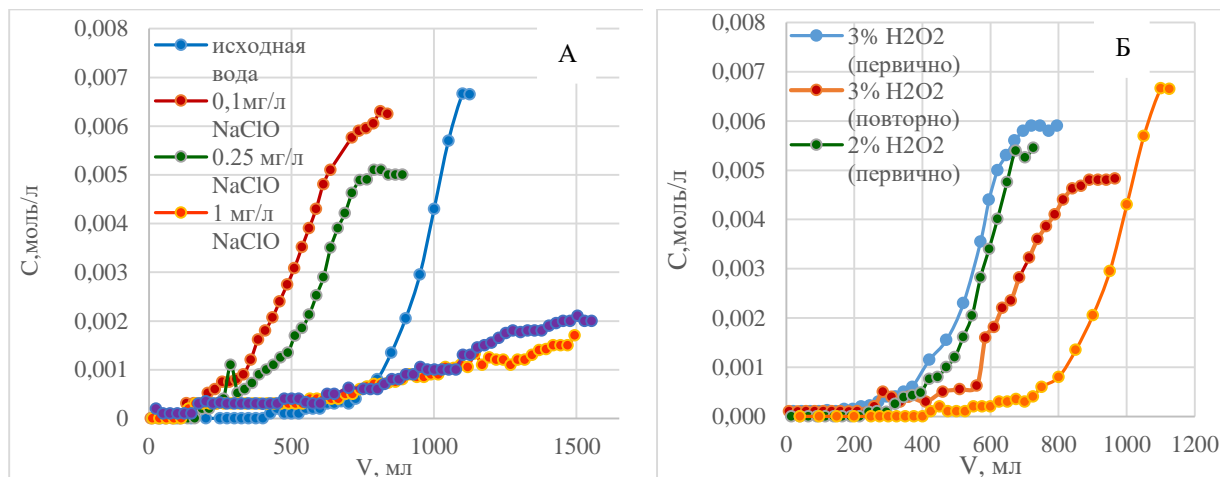 0,008
0,007
0,006
0,005
0,004
0,003
0,002
0,001
0
С,моль/л
исходная
вода
0,1мг/л
NaClO
0.25 мг/л
NaClO
1 мг/л
NaClO
А
0
500
1000
1500
V, мл
0,008
0,007
0,006
0,005
0,004
0,003
0,002
0,001
0,000
С,моль/л
3% H2O2
(первично)
3% H2O2
(повторно)
2% H2O2
(первично)
Б
0
200
400
600
800
1000
1200
V, мл